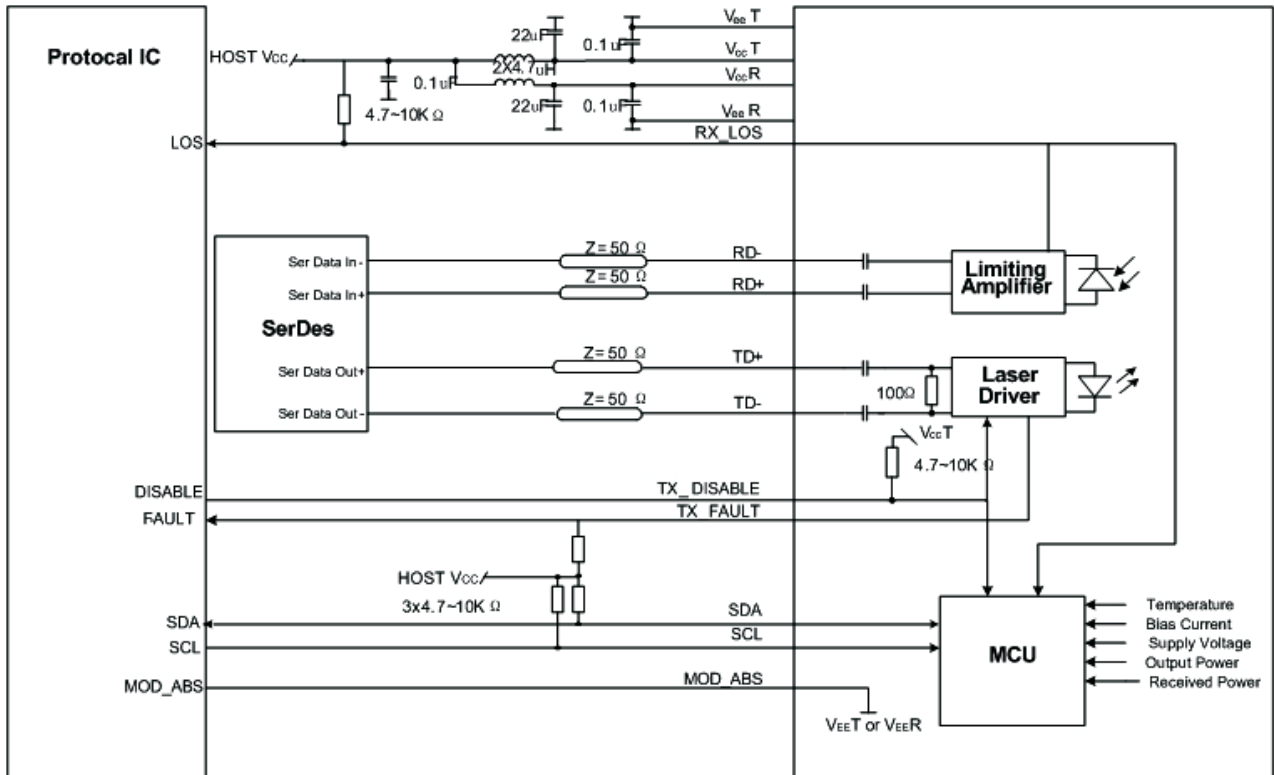 Protocal IC
HOST Vcc
22uF
0.1uF
VeeT
VccT
2X4.7uH
0.1uF
VccR
22uF
0.1uF
VeeR
4.7~10K Ω
RX_LOS
LOS
Z=50 Ω
RD-
Ser Data In-
Limiting
Amplifier
Z=50 Ω
RD+
Ser Data In+
SerDes
Z=50 Ω
TD+
Ser Data Out+
Laser
Driver
Z=50 Ω
TD-
Ser Data Out-
100Ω
VccT
4.7~10K Ω
DISABLE
TX_DISABLE
FAULT
TX_FAULT
HOST Vcc
3x4.7~10K Ω
SDA
SDA
SCL
SCL
MCU
Temperature
Bias Current
Supply Voltage
Output Power
Received Power
MOD_ABS
MOD_ABS
VEET or VEER